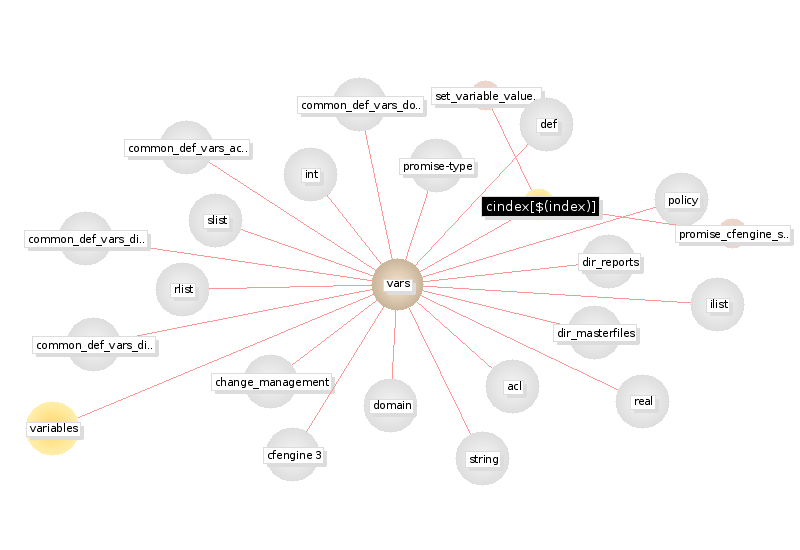 set_variable_value.
common_def_vars_do..
def
common_def_vars_ac..
promise-type
int
policy
cindex[$(index)]
slist
promise_cfengine_s..
common_def_vars_di..
dir_reports
vars
rlist
ilist
dir_masterfiles
common_def_vars_di..
change_management
acl
real
domain
variables
cfengine 3
string